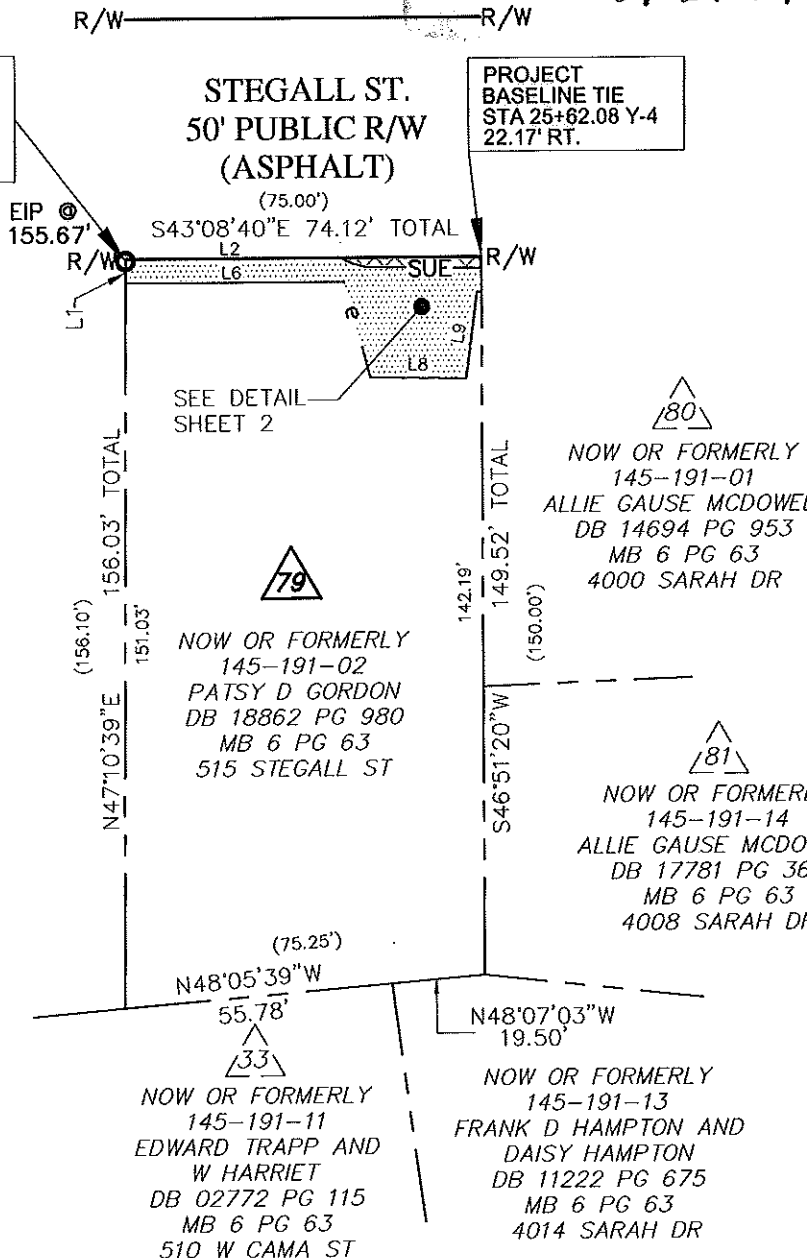 R/W
R/W
STEGALL ST.
50' PUBLIC R/W
(ASPHALT)
PROJECT
BASELINE TIE
STA 25+62.08 Y-4
22.17' RT.
(75.00')
S43°08'40"E 74.12' TOTAL
EIP @
155.67'
R/W
L2
R/W
L6
SUE
L1
e
L9
L8
SEE DETAIL
SHEET 2
80
NOW OR FORMERLY
145-191-01
ALLIE GAUSE
DB 14694 PG 953
MB 6 PG 63
4000 SARAH DR
N47°10'39"E 156.03' TOTAL
(156.10')
151.03'
79
NOW OR FORMERLY
145-191-02
PATSY D GORDON
DB 18862 PG 980
MB 6 PG 63
515 STEGALL ST
S46°51'20"W 149.52' TOTAL
142.19'
(150.00')
81
NOW OR
145-191-14
ALLIE GAUSE
DB 17781 PG
MB 6 PG 63
4008 SARAH
(75.25')
N48°05'39"W
55.78'
N48°07'03"W
19.50'
33
NOW OR FORMERLY
145-191-11
EDWARD TRAPP AND
W HARRIET
DB 02772 PG 115
MB 6 PG 63
510 W CAMA ST
NOW OR FORMERLY
145-191-13
FRANK D HAMPTON AND
DAISY HAMPTON
DB 11222 PG 675
MB 6 PG 63
4014 SARAH DR